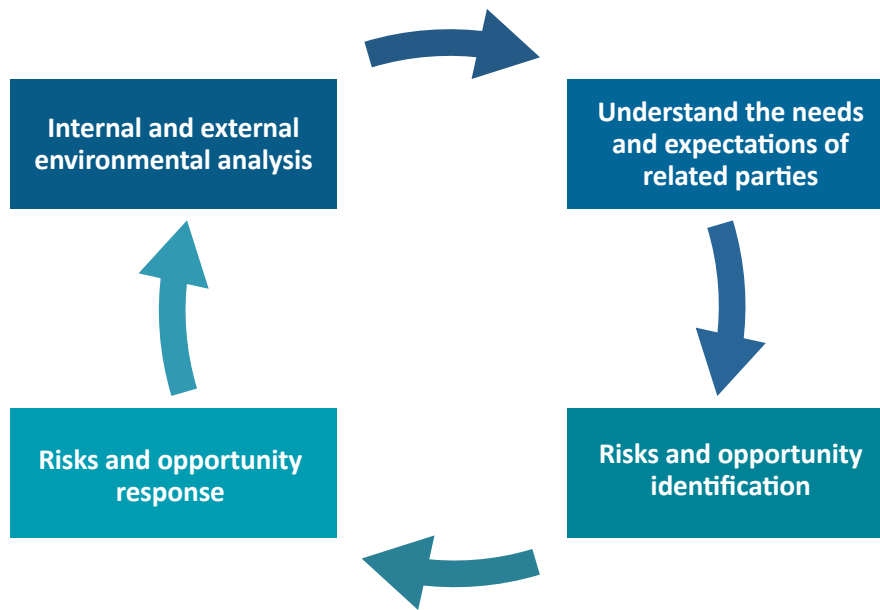 Internal and external
environmental analysis
Understand the needs
and expectations of
related parties
Risks and opportunity
response
Risks and opportunity
identification